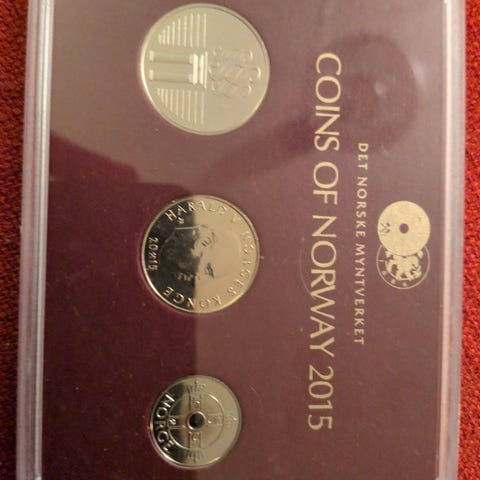 DET NORSKE MYNTVERKET
COINS OF NORWAY 2015
HARALD V NORGES KONGE
2015
NORGE